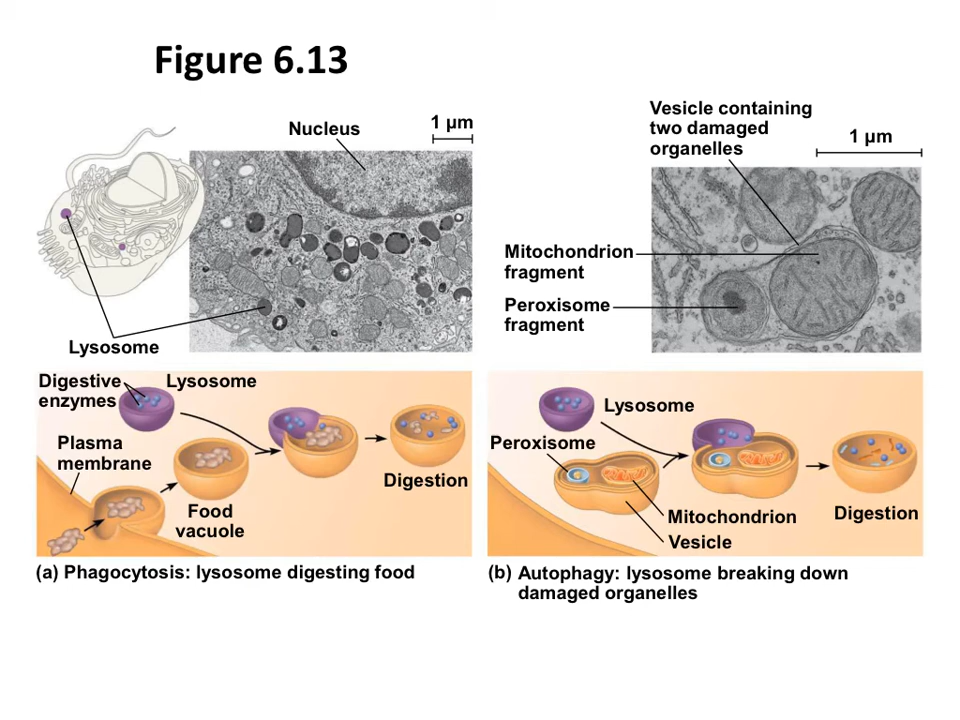 Figure 6.13
Nucleus
1 µm
Lysosome
Vesicle containing
two damaged
organelles
1 µm
Mitochondrion
fragment
Peroxisome
fragment
Digestive
enzymes
Lysosome
Plasma
membrane
Food
vacuole
Digestion
(a) Phagocytosis: lysosome digesting food
Lysosome
Peroxisome
Mitochondrion
Vesicle
Digestion
(b) Autophagy: lysosome breaking down
damaged organelles